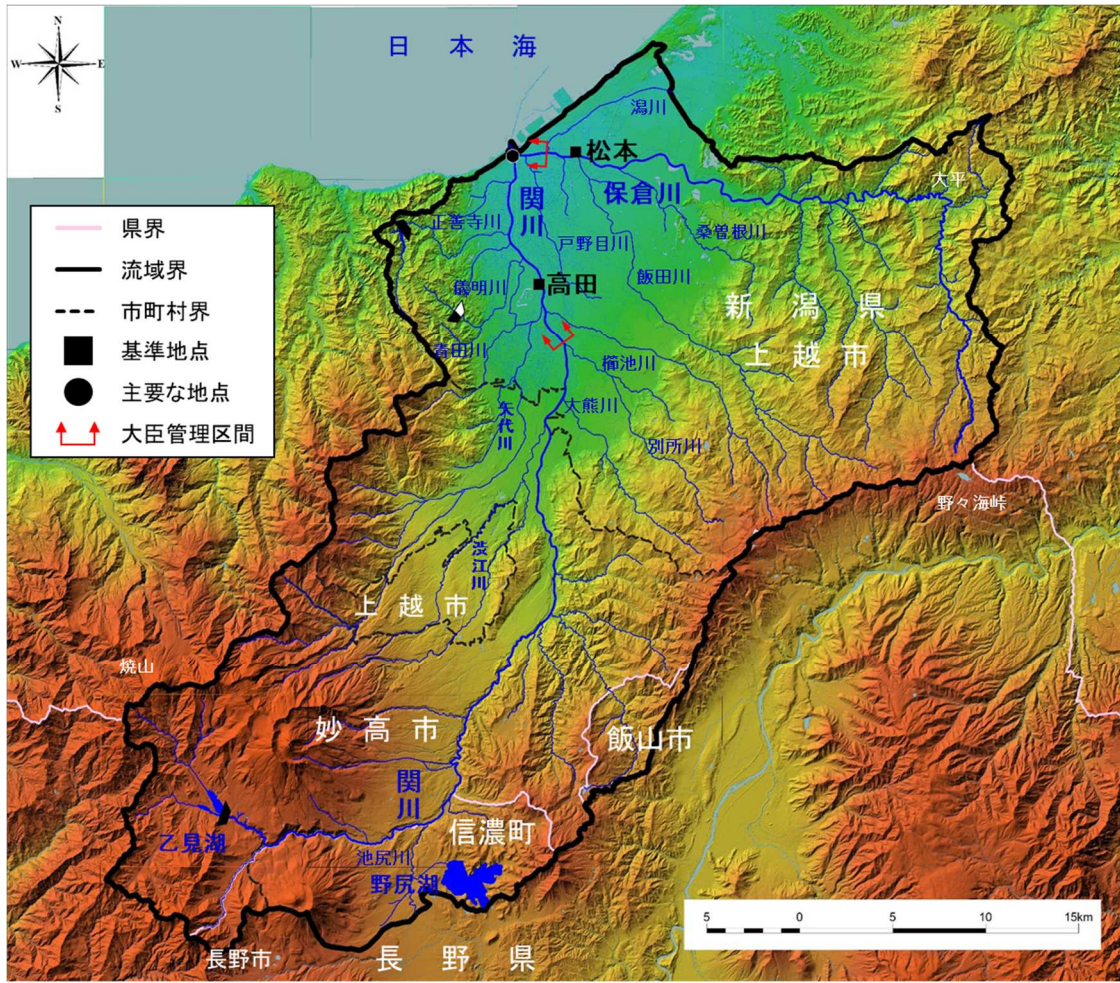 日本海
N
W
E
S
潟川
松本
大平
保倉川
関川
正善寺川
戸野目川
桑曽根川
飯田川
儀明川
高田
新潟県
上越市
青田川
櫛池川
矢代川
大熊川
別所川
野々海峠
渋江川
上越市
焼山
妙高市
飯山市
関川
信濃町
乙見湖
池尻川
野尻湖
長野市
長野県
県界
流域界
市町村界
基準地点
主要な地点
大臣管理区間
5 0 5 10 15km